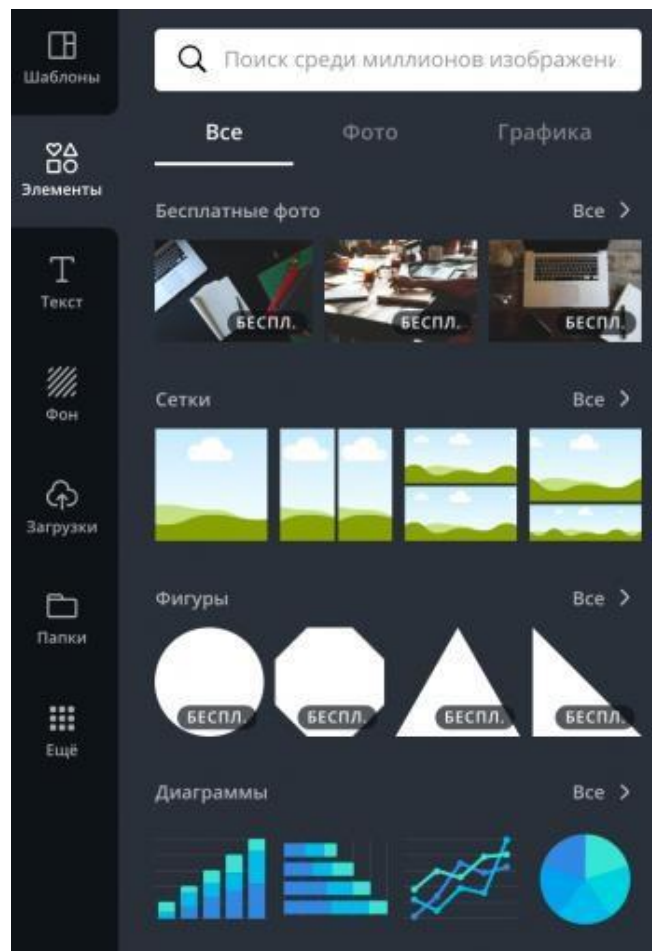 Шаблоны
Элементы
Текст
Фон
Загрузки
Папки
Ещё
Поиск среди миллионов изображени
Все Фото Графика
Бесплатные фото Все
БЕСПЛ. БЕСПЛ. БЕСПЛ.
Сетки Все
Фигуры Все
БЕСПЛ. БЕСПЛ. БЕСПЛ. БЕСПЛ.
Диаграммы Все